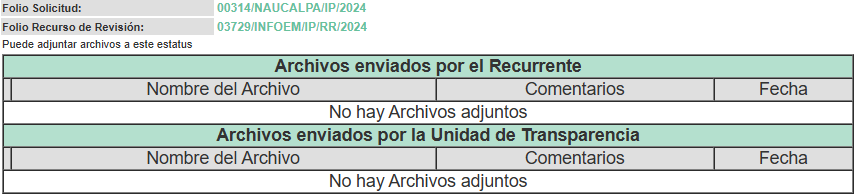 Folio Solicitud: 00314/NAUCALPA/IP/2024
Folio Recurso de Revisión: 03729/INFOEM/IP/RR/2024
Puede adjuntar archivos a este estatus
Archivos enviados por el Recurrente
Nombre del Archivo Comentarios Fecha
No hay Archivos adjuntos
Archivos enviados por la Unidad de Transparencia
Nombre del Archivo Comentarios Fecha
No hay Archivos adjuntos